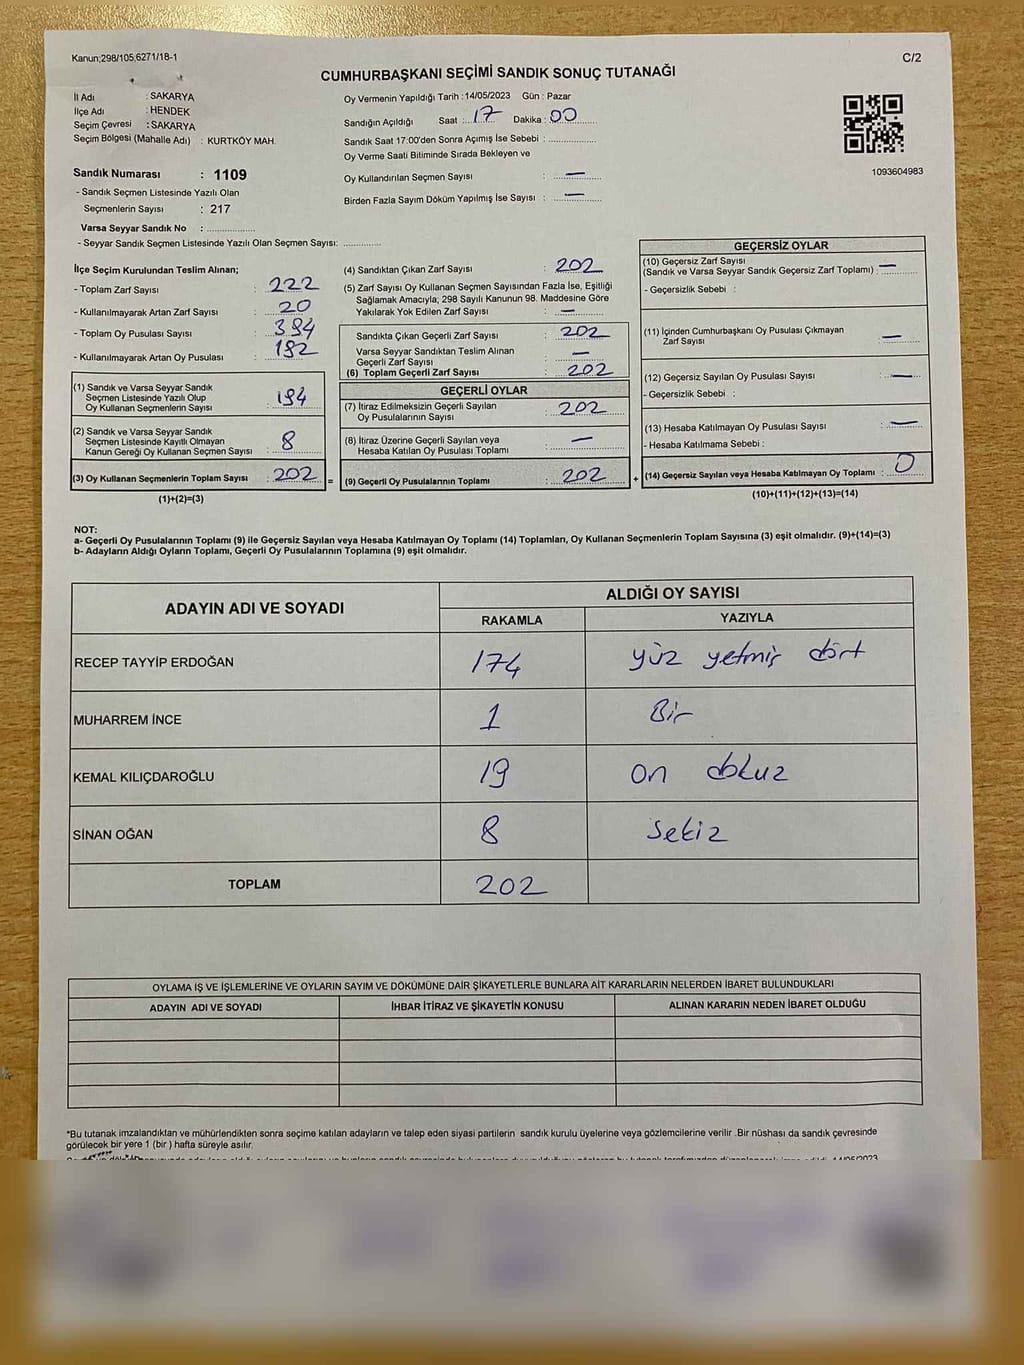 Kanun;298/105,6271/18-1
C/2
CUMHURBAŞKANI SEÇİMİ SANDIK SONUÇ TUTANAĞI
İl Adı : SAKARYA
İlçe Adı : HENDEK
Seçim Çevresi : SAKARYA
Seçim Bölgesi (Mahalle Adı) : KURTKÖY MAH.
Sandık Numarası : 1109
- Sandık Seçmen Listesinde Yazılı Olan
Seçmenlerin Sayısı : 217
Varsa Seyyar Sandık No : ...............
- Seyyar Sandık Seçmen Listesinde Yazılı Olan Seçmen Sayısı: ............
Oy Vermenin Yapıldığı Tarih :14/05/2023 Gün : Pazar
Sandığın Açıldığı Saat : 17 Dakika : 00
Sandık Saat 17:00'den Sonra Açımış İse Sebebi : ...............
Oy Verme Saati Bitiminde Sırada Bekleyen ve
Oy Kullandırılan Seçmen Sayısı : —
Birden Fazla Sayım Döküm Yapılmış İse Sayısı : —
1093604983
İlçe Seçim Kurulundan Teslim Alınan;
- Toplam Zarf Sayısı : 222
- Kullanılmayarak Artan Zarf Sayısı : 20
- Toplam Oy Pusulası Sayısı : 394
- Kullanılmayarak Artan Oy Pusulası : 192
(1) Sandık ve Varsa Seyyar Sandık
Seçmen Listesinde Yazılı Olup
Oy Kullanan Seçmenlerin Sayısı : 194
(2) Sandık ve Varsa Seyyar Sandık
Seçmen Listesinde Kayıtlı Olmayan
Kanun Gereği Oy Kullanan Seçmen Sayısı : 8
(3) Oy Kullanan Seçmenlerin Toplam Sayısı : 202
(1)+(2)=(3)
=
(4) Sandıktan Çıkan Zarf Sayısı : 202
(5) Zarf Sayısı Oy Kullanan Seçmen Sayısından Fazla İse, Eşitliği
Sağlamak Amacıyla, 298 Sayılı Kanunun 98. Maddesine Göre
Yakılarak Yok Edilen Zarf Sayısı : —
Sandıkta Çıkan Geçerli Zarf Sayısı : 202
Varsa Seyyar Sandıktan Teslim Alınan
Geçerli Zarf Sayısı : —
(6) Toplam Geçerli Zarf Sayısı : 202
GEÇERLİ OYLAR
(7) İtiraz Edilmeksizin Geçerli Sayılan
Oy Pusulalarının Sayısı : 202
(8) İtiraz Üzerine Geçerli Sayılan veya
Hesaba Katılan Oy Pusulası Toplamı : —
(9) Geçerli Oy Pusulalarının Toplamı : 202
+
GEÇERSİZ OYLAR
(10) Geçersiz Zarf Sayısı
(Sandık ve Varsa Seyyar Sandık Geçersiz Zarf Toplamı) : —
- Geçersizlik Sebebi :
(11) İçinden Cumhurbaşkanı Oy Pusulası Çıkmayan
Zarf Sayısı : —
(12) Geçersiz Sayılan Oy Pusulası Sayısı : —
- Geçersizlik Sebebi :
(13) Hesaba Katılmayan Oy Pusulası Sayısı : —
- Hesaba Katılmama Sebebi :
(14) Geçersiz Sayılan veya Hesaba Katılmayan Oy Toplamı : 0
(10)+(11)+(12)+(13)=(14)
NOT:
a- Geçerli Oy Pusulalarının Toplamı (9) ile Geçersiz Sayılan veya Hesaba Katılmayan Oy Toplamı (14) Toplamları, Oy Kullanan Seçmenlerin Toplam Sayısına (3) eşit olmalıdır. (9)+(14)=(3)
b- Adayların Aldığı Oyların Toplamı, Geçerli Oy Pusulalarının Toplamına (9) eşit olmalıdır.
ADAYIN ADI VE SOYADI
ALDIĞI OY SAYISI
RAKAMLA YAZIYLA
RECEP TAYYİP ERDOĞAN 174 yüz yetmiş dört
MUHARREM İNCE 1 Bir
KEMAL KILIÇDAROĞLU 19 on dokuz
SİNAN OĞAN 8 Sekiz
TOPLAM 202
OYLAMA İŞ VE İŞLEMLERİNE VE OYLARIN SAYIM VE DÖKÜMÜNE DAİR ŞİKAYETLERLE BUNLARA AİT KARARLARIN NELERDEN İBARET BULUNDUKLARI
ADAYIN ADI VE SOYADI İHBAR İTİRAZ VE ŞİKAYETİN KONUSU ALINAN KARARIN NEDEN İBARET OLDUĞU
*Bu tutanak imzalandıktan ve mühürlendikten sonra seçime katılan adayların ve talep eden siyasi partilerin sandık kurulu üyelerine veya gözlemcilerine verilir .Bir nüshası da sandık çevresinde
görülecek bir yere 1 (bir ) hafta süreyle asılır.